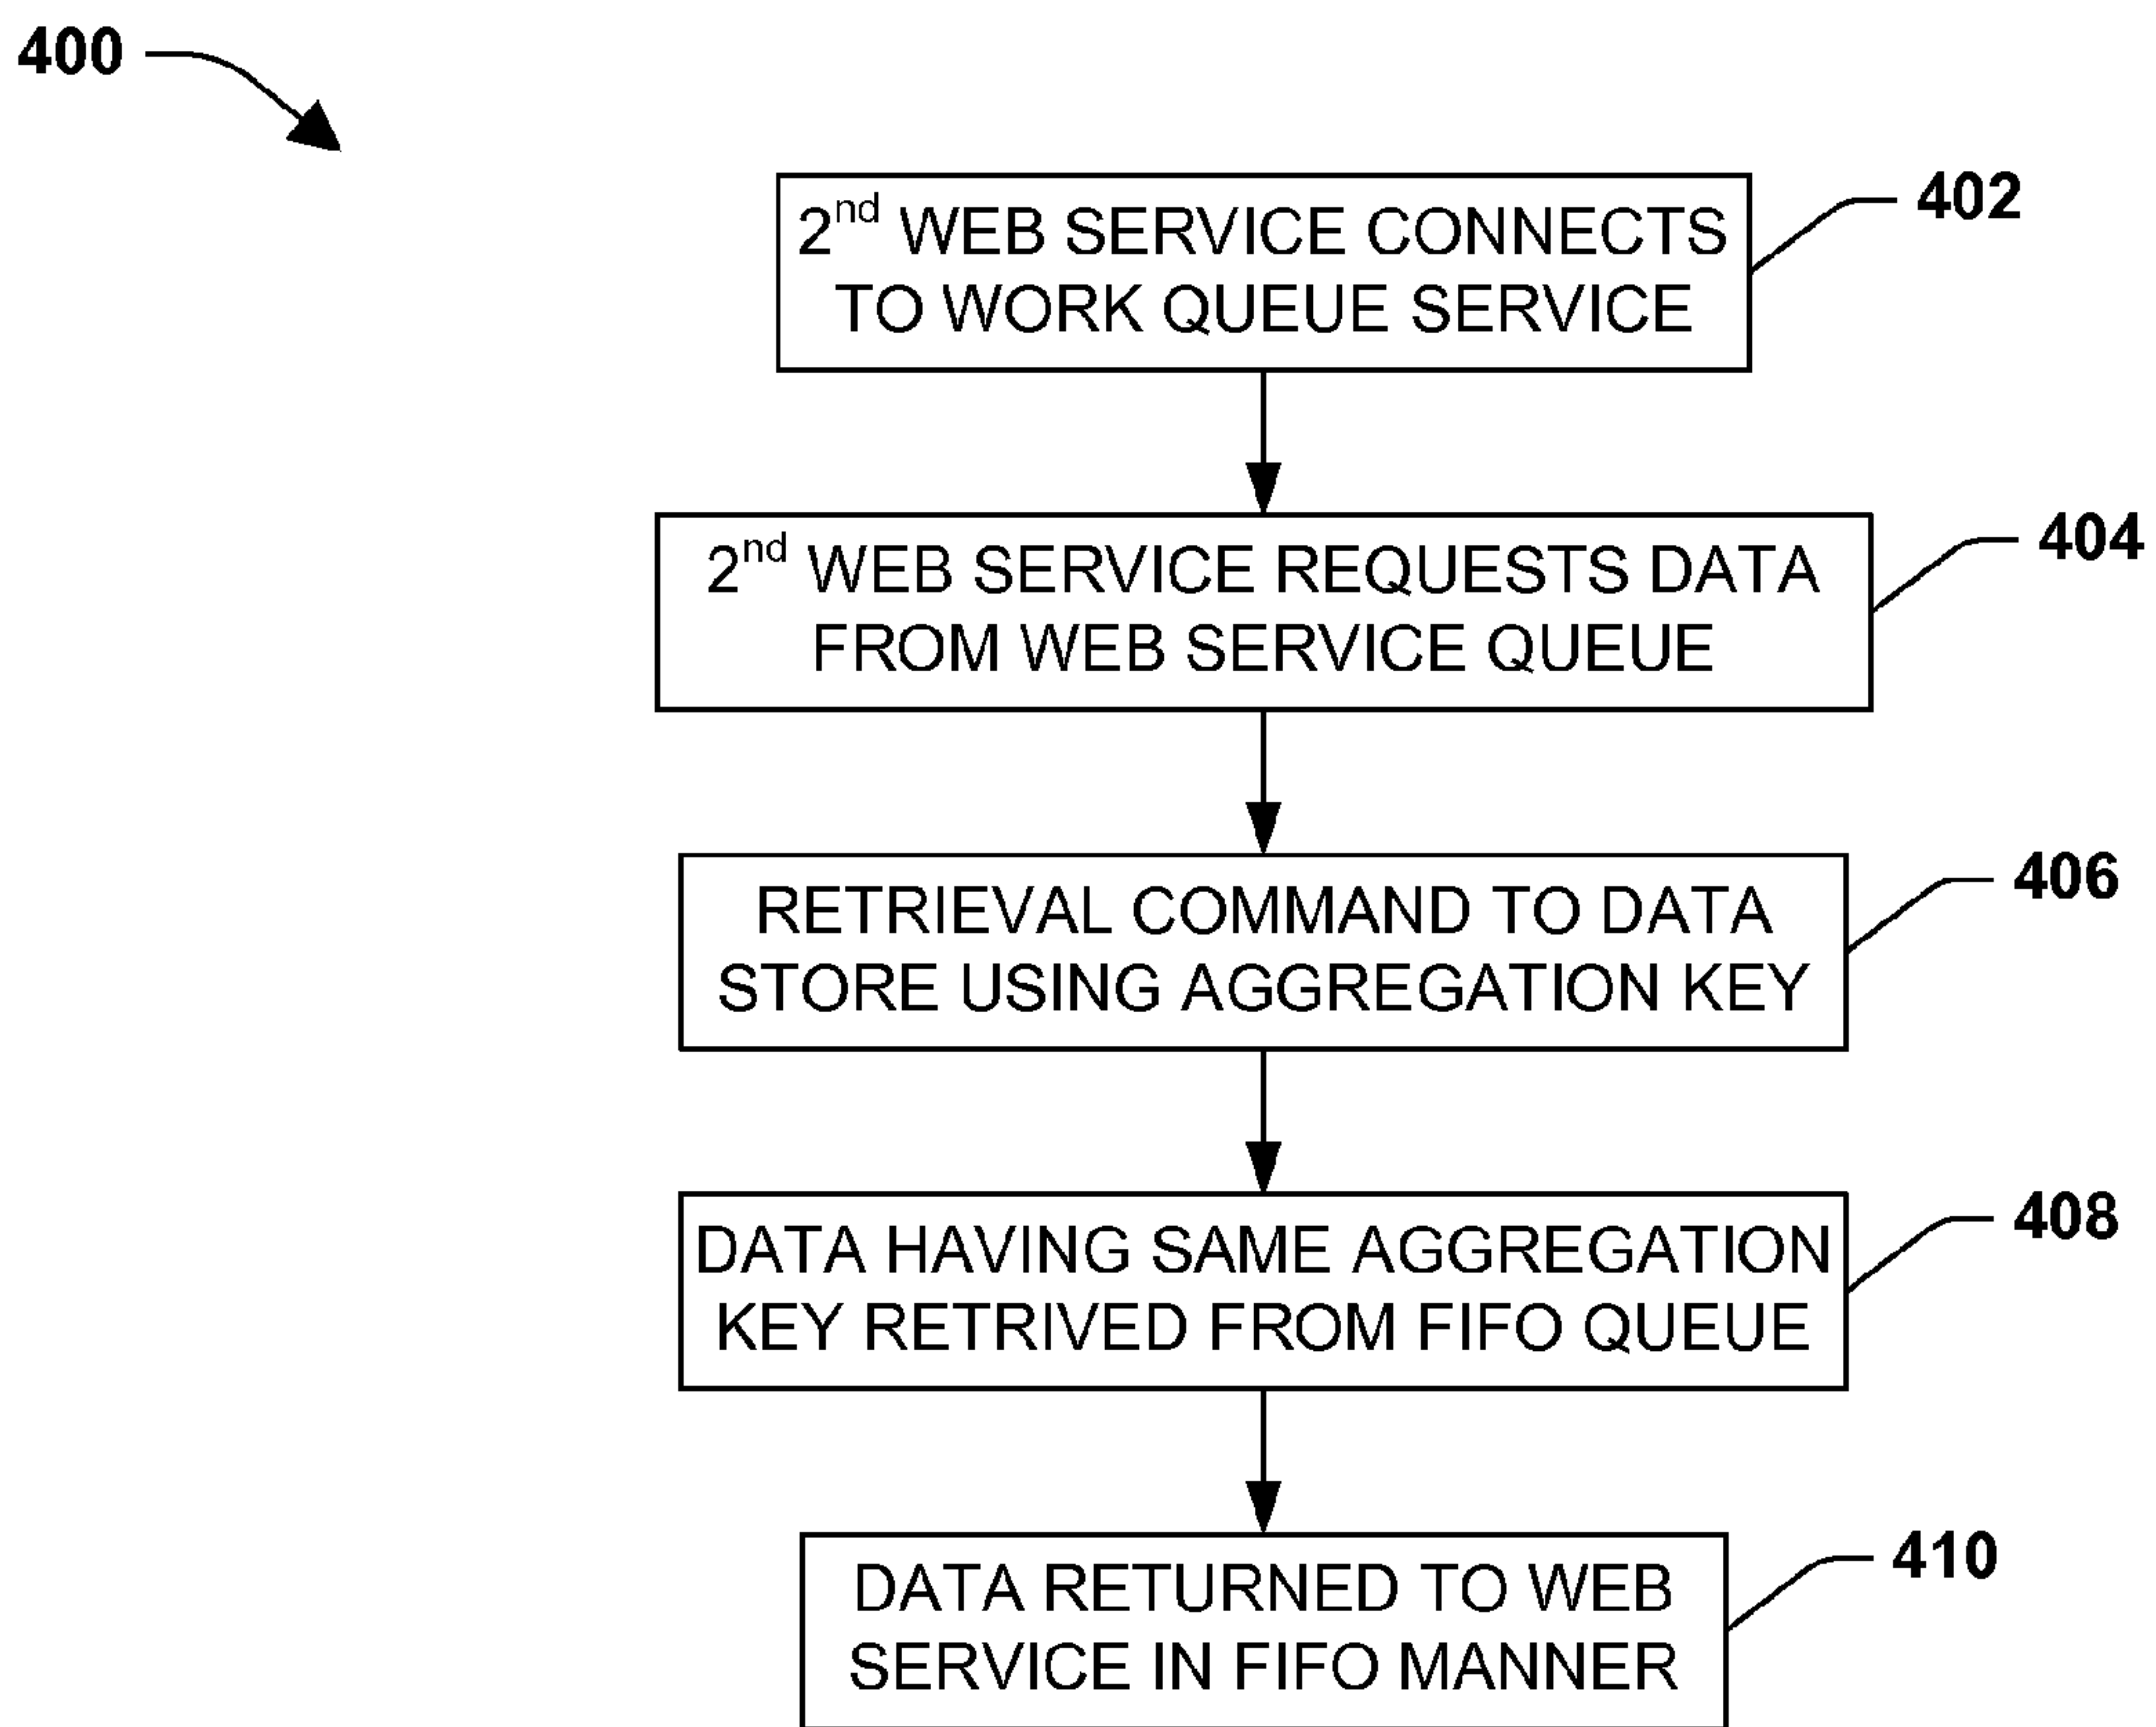 400
2nd WEB SERVICE CONNECTS
TO WORK QUEUE SERVICE
402
2nd WEB SERVICE REQUESTS DATA
FROM WEB SERVICE QUEUE
404
RETRIEVAL COMMAND TO DATA
STORE USING AGGREGATION KEY
406
DATA HAVING SAME AGGREGATION
KEY RETRIVED FROM FIFO QUEUE
408
DATA RETURNED TO WEB
SERVICE IN FIFO MANNER
410